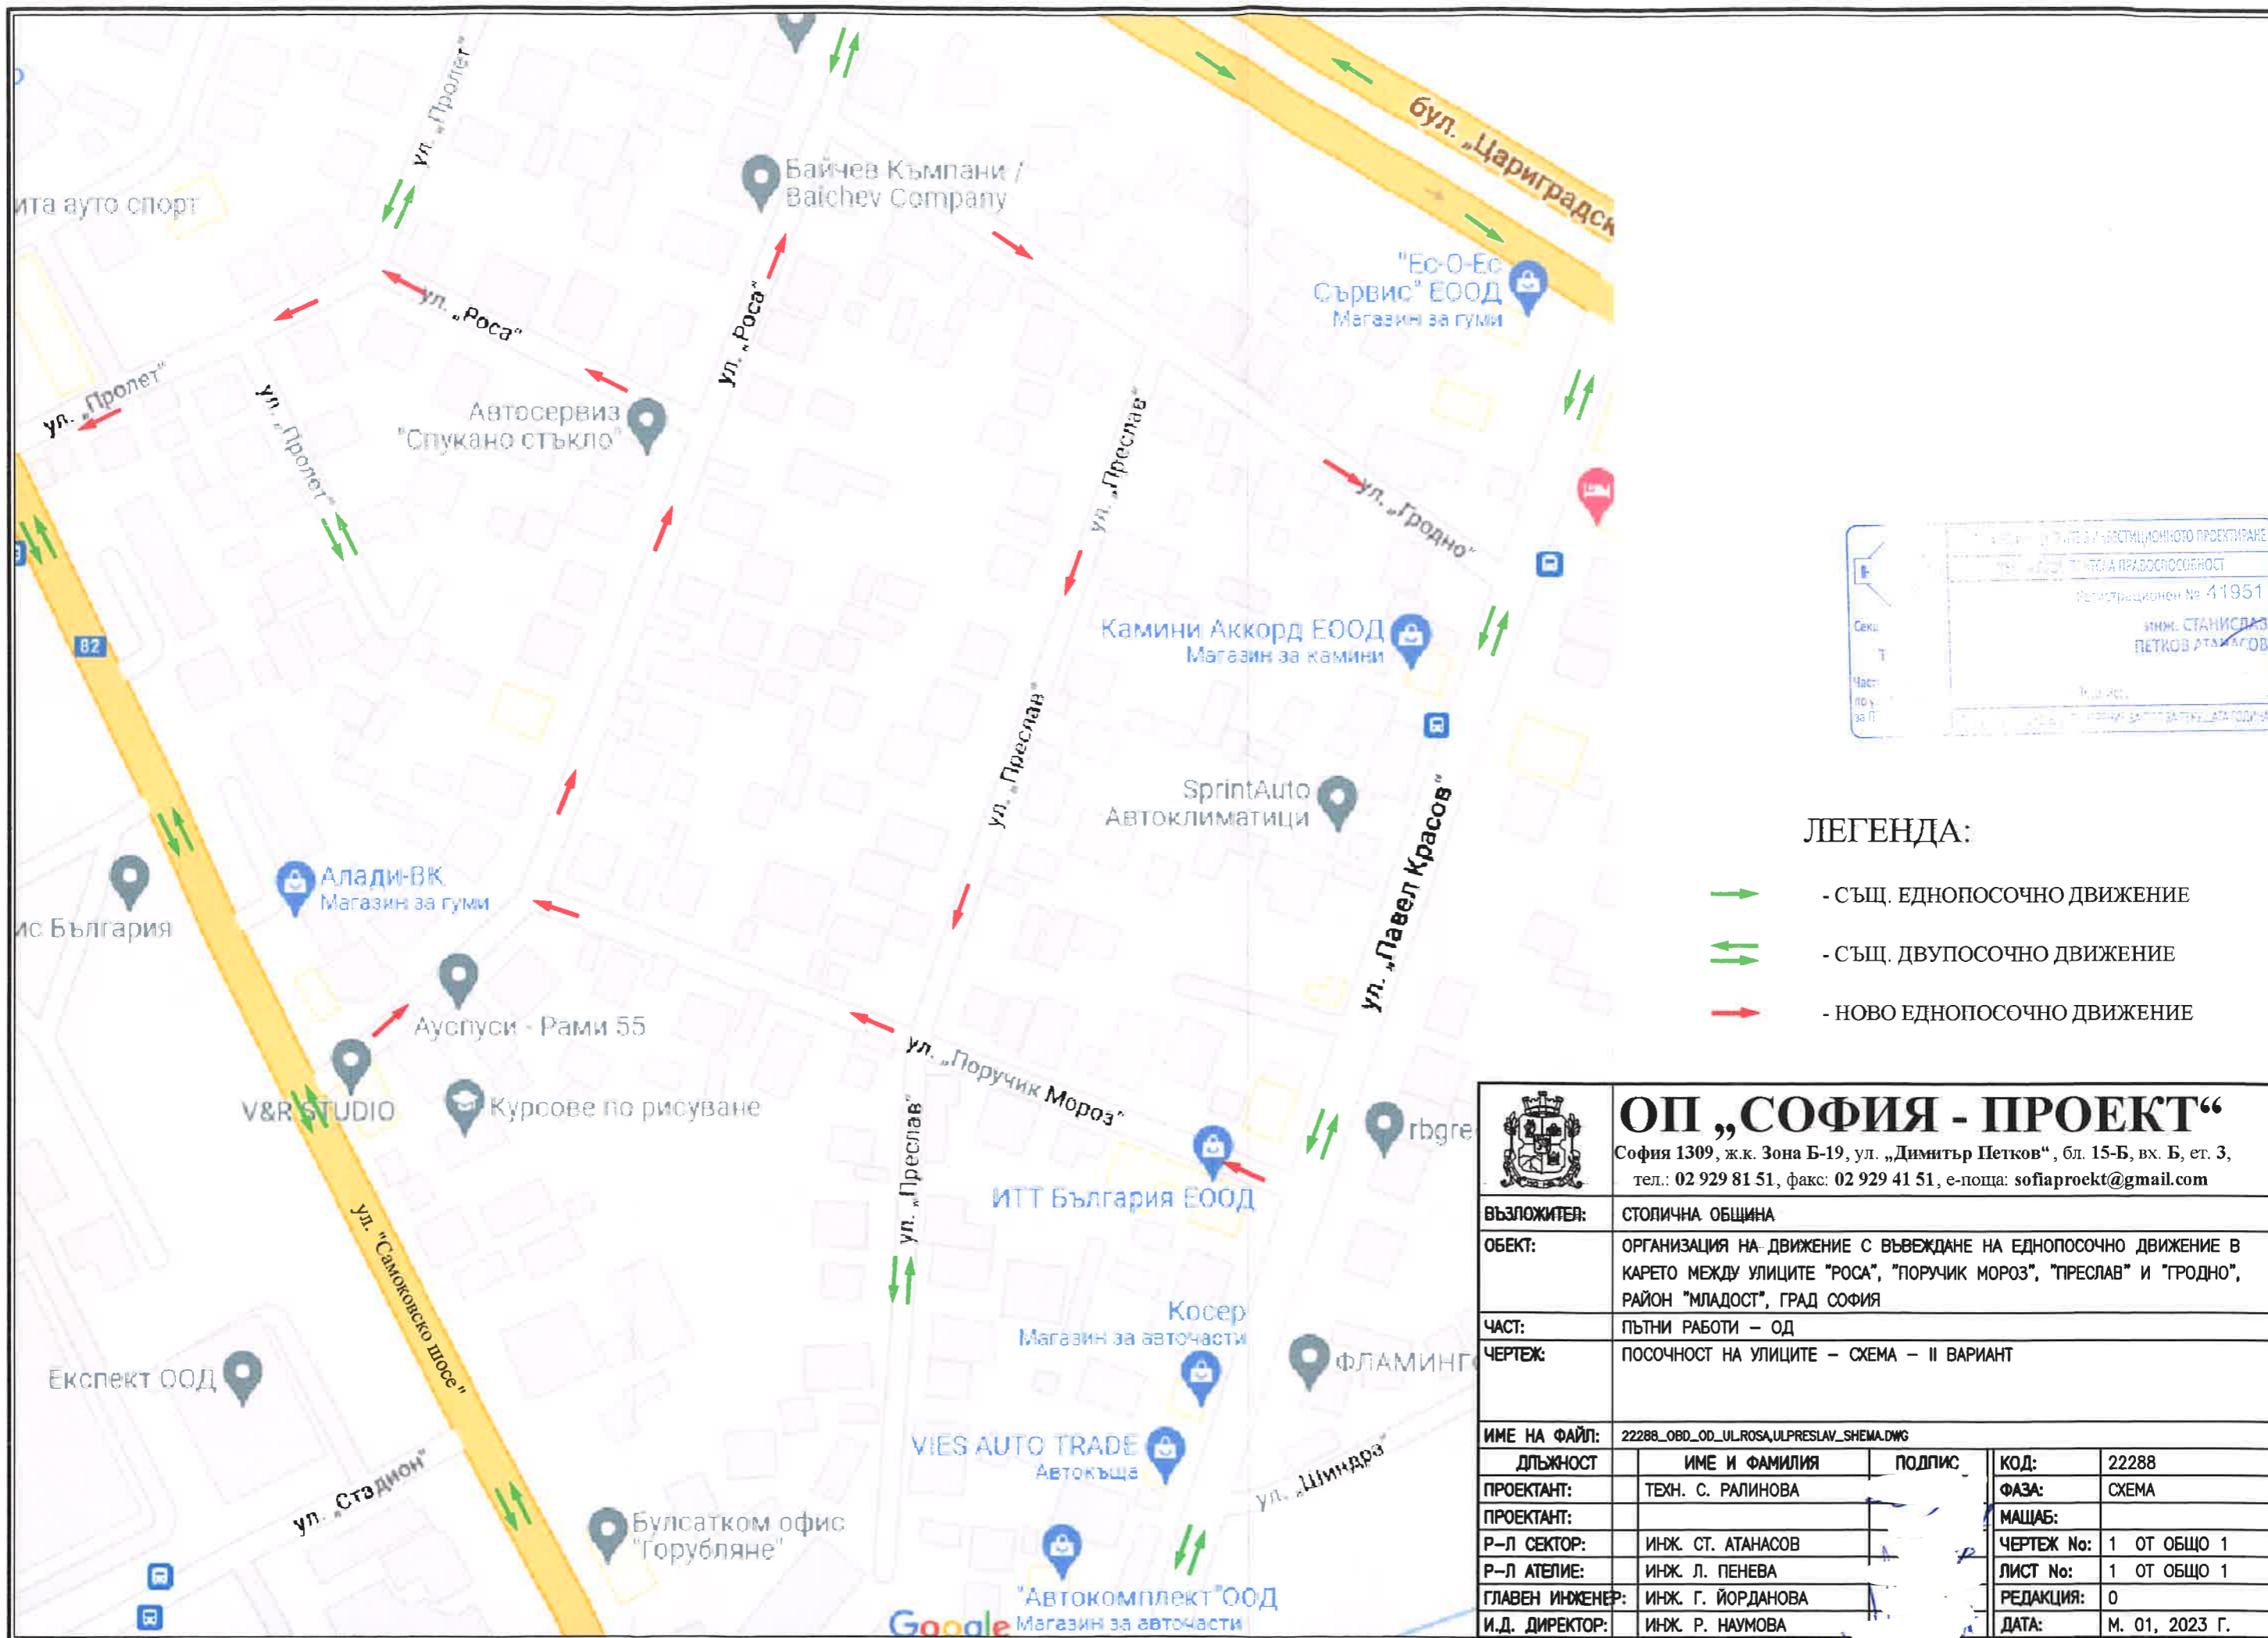 ул. „Пролет“
ита ауто спорт
Байчев Къмпани /
Baichev Company
бул. „Цариградск
"Ес-О-Ес
Сървис" ЕООД
Магазин за гуми
ул. „Роса“
ул. „Роса“
ул. „Пролет“
ул. „Пролет“
Автосервиз
"Спукано стъкло"
ул. „Преслав“
ул. „Гродно“
82
Камини Аккорд ЕООД
Магазин за камини
ул. „Преслав“
SprintAuto
Автоклиматици
ул. „Павел Красов“
Алади-ВК
Магазин за гуми
ис България
Ауспуси - Рами 55
V&R STUDIO
Курсове по рисуване
ул. „Поручик Мороз“
ул. „Преслав“
rbgre
ИТТ България ЕООД
ул. "Самоковско шосе"
Косер
Магазин за авточасти
ФЛАМИНГО
Експект ООД
VIES AUTO TRADE
Автокъща
ул. „Шиндра“
ул. „Стадион“
Булсатком офис
"Горубляне"
"Автокомплект"ООД
Магазин за авточасти
Google
ПРАВОСПОСОБНОСТ
Регистрационен № 41951
инж. СТАНИСЛАВ
ПЕТКОВ АТАНАСОВ
ЛЕГЕНДА:
- СЪЩ. ЕДНОПОСОЧНО ДВИЖЕНИЕ
- СЪЩ. ДВУПОСОЧНО ДВИЖЕНИЕ
- НОВО ЕДНОПОСОЧНО ДВИЖЕНИЕ
ОП „СОФИЯ - ПРОЕКТ“
София 1309, ж.к. Зона Б-19, ул. „Димитър Петков“, бл. 15-Б, вх. Б, ет. 3,
тел.: 02 929 81 51, факс: 02 929 41 51, е-поща: sofiaproekt@gmail.com
ВЪЗЛОЖИТЕЛ: СТОЛИЧНА ОБЩИНА
ОБЕКТ: ОРГАНИЗАЦИЯ НА ДВИЖЕНИЕ С ВЪВЕЖДАНЕ НА ЕДНОПОСОЧНО ДВИЖЕНИЕ В
КАРЕТО МЕЖДУ УЛИЦИТЕ "РОСА", "ПОРУЧИК МОРОЗ", "ПРЕСЛАВ" И "ГРОДНО",
РАЙОН "МЛАДОСТ", ГРАД СОФИЯ
ЧАСТ: ПЪТНИ РАБОТИ – ОД
ЧЕРТЕЖ: ПОСОЧНОСТ НА УЛИЦИТЕ – СХЕМА – II ВАРИАНТ
ИМЕ НА ФАЙЛ: 22288_OBD_OD_UL.ROSA,UL.PRESLAV_SHEMA.DWG
ДЛЪЖНОСТ ИМЕ И ФАМИЛИЯ ПОДПИС КОД: 22288
ПРОЕКТАНТ: ТЕХН. С. РАЛИНОВА ФАЗА: СХЕМА
ПРОЕКТАНТ: МАЩАБ:
Р-Л СЕКТОР: ИНЖ. СТ. АТАНАСОВ ЧЕРТЕЖ No: 1 ОТ ОБЩО 1
Р-Л АТЕЛИЕ: ИНЖ. Л. ПЕНЕВА ЛИСТ No: 1 ОТ ОБЩО 1
ГЛАВЕН ИНЖЕНЕР: ИНЖ. Г. ЙОРДАНОВА РЕДАКЦИЯ: 0
И.Д. ДИРЕКТОР: ИНЖ. Р. НАУМОВА ДАТА: М. 01, 2023 Г.